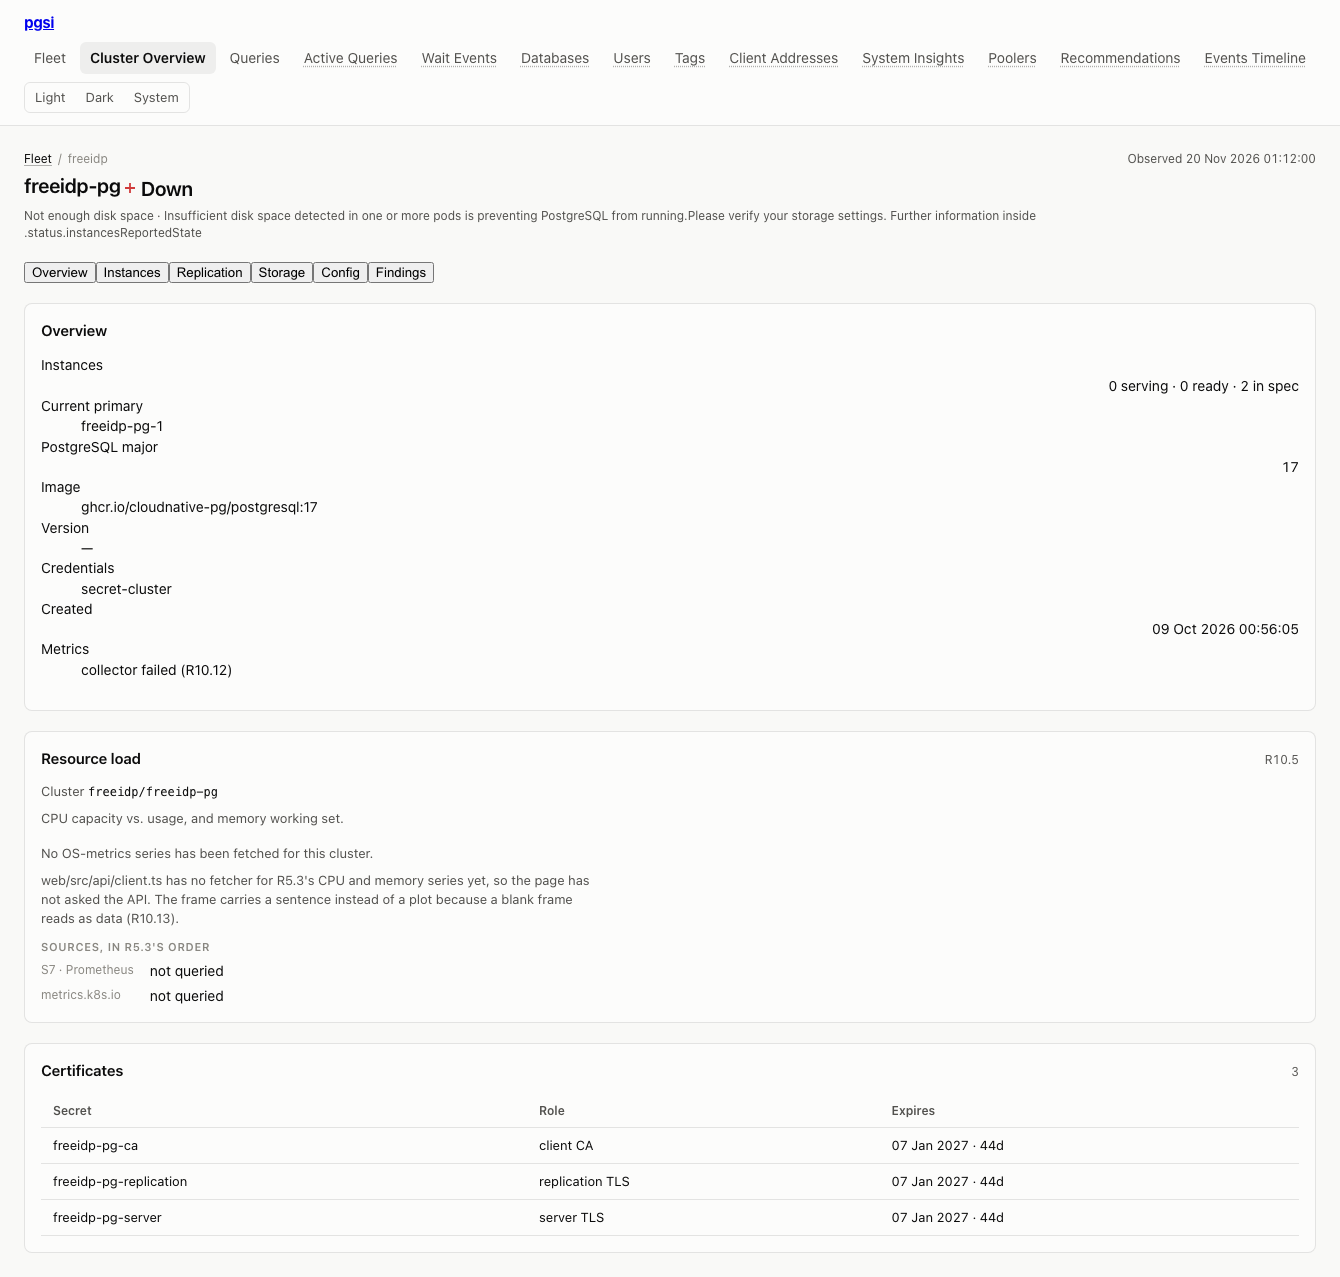 pgsi
Fleet Cluster Overview Queries Active Queries Wait Events Databases Users Tags Client Addresses System Insights Poolers Recommendations Events Timeline
Light Dark System
Fleet / freeidp
Observed 20 Nov 2026 01:12:00
freeidp-pg + Down
Not enough disk space · Insufficient disk space detected in one or more pods is preventing PostgreSQL from running.Please verify your storage settings. Further information inside
.status.instancesReportedState
Overview Instances Replication Storage Config Findings
Overview
Instances
0 serving · 0 ready · 2 in spec
Current primary
freeidp-pg-1
PostgreSQL major
17
Image
ghcr.io/cloudnative-pg/postgresql:17
Version
—
Credentials
secret-cluster
Created
09 Oct 2026 00:56:05
Metrics
collector failed (R10.12)
Resource load
R10.5
Cluster freeidp/freeidp-pg
CPU capacity vs. usage, and memory working set.
No OS-metrics series has been fetched for this cluster.
web/src/api/client.ts has no fetcher for R5.3's CPU and memory series yet, so the page has
not asked the API. The frame carries a sentence instead of a plot because a blank frame
reads as data (R10.13).
SOURCES, IN R5.3'S ORDER
S7 · Prometheus not queried
metrics.k8s.io not queried
Certificates
3
Secret Role Expires
freeidp-pg-ca client CA 07 Jan 2027 · 44d
freeidp-pg-replication replication TLS 07 Jan 2027 · 44d
freeidp-pg-server server TLS 07 Jan 2027 · 44d